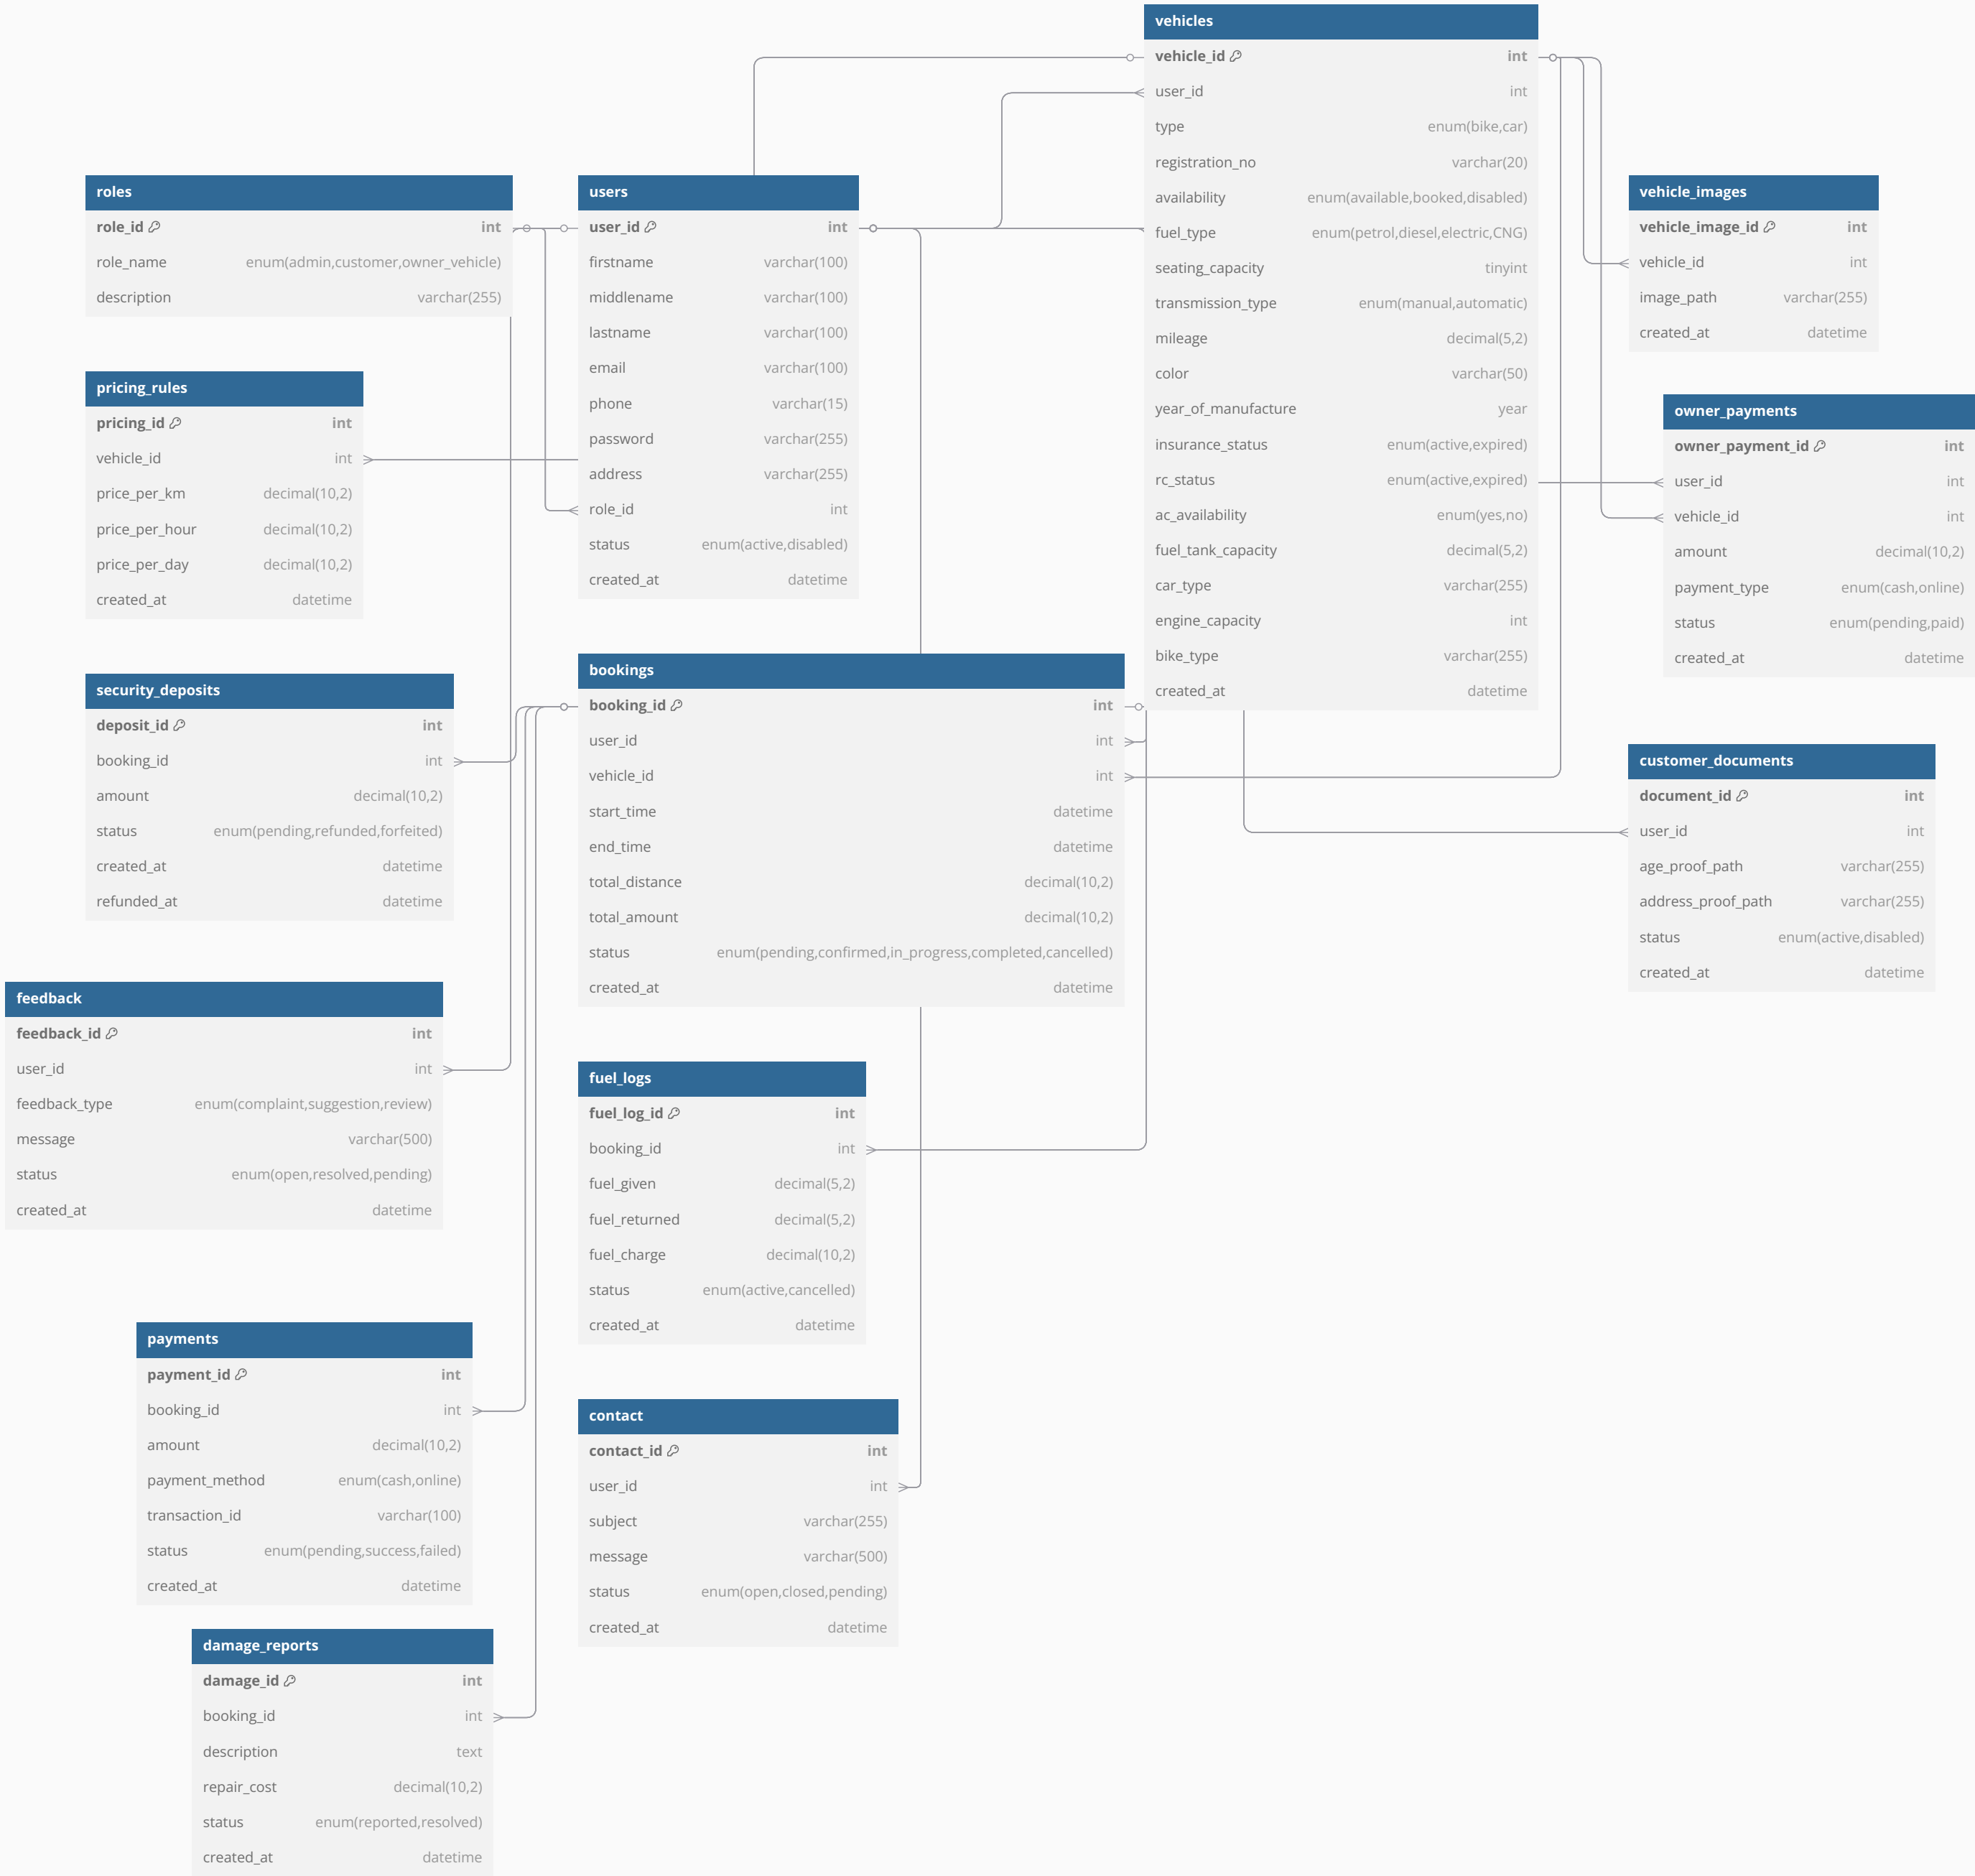 vehicles
vehicle_id int
user_id int
type enum(bike,car)
registration_no varchar(20)
availability enum(available,booked,disabled)
fuel_type enum(petrol,diesel,electric,CNG)
seating_capacity tinyint
transmission_type enum(manual,automatic)
mileage decimal(5,2)
color varchar(50)
year_of_manufacture year
insurance_status enum(active,expired)
rc_status enum(active,expired)
ac_availability enum(yes,no)
fuel_tank_capacity decimal(5,2)
car_type varchar(255)
engine_capacity int
bike_type varchar(255)
created_at datetime
roles
role_id int
role_name enum(admin,customer,owner_vehicle)
description varchar(255)
users
user_id int
firstname varchar(100)
middlename varchar(100)
lastname varchar(100)
email varchar(100)
phone varchar(15)
password varchar(255)
address varchar(255)
role_id int
status enum(active,disabled)
created_at datetime
vehicle_images
vehicle_image_id int
vehicle_id int
image_path varchar(255)
created_at datetime
pricing_rules
pricing_id int
vehicle_id int
price_per_km decimal(10,2)
price_per_hour decimal(10,2)
price_per_day decimal(10,2)
created_at datetime
owner_payments
owner_payment_id int
user_id int
vehicle_id int
amount decimal(10,2)
payment_type enum(cash,online)
status enum(pending,paid)
created_at datetime
security_deposits
deposit_id int
booking_id int
amount decimal(10,2)
status enum(pending,refunded,forfeited)
created_at datetime
refunded_at datetime
bookings
booking_id int
user_id int
vehicle_id int
start_time datetime
end_time datetime
total_distance decimal(10,2)
total_amount decimal(10,2)
status enum(pending,confirmed,in_progress,completed,cancelled)
created_at datetime
customer_documents
document_id int
user_id int
age_proof_path varchar(255)
address_proof_path varchar(255)
status enum(active,disabled)
created_at datetime
feedback
feedback_id int
user_id int
feedback_type enum(complaint,suggestion,review)
message varchar(500)
status enum(open,resolved,pending)
created_at datetime
fuel_logs
fuel_log_id int
booking_id int
fuel_given decimal(5,2)
fuel_returned decimal(5,2)
fuel_charge decimal(10,2)
status enum(active,cancelled)
created_at datetime
payments
payment_id int
booking_id int
amount decimal(10,2)
payment_method enum(cash,online)
transaction_id varchar(100)
status enum(pending,success,failed)
created_at datetime
contact
contact_id int
user_id int
subject varchar(255)
message varchar(500)
status enum(open,closed,pending)
created_at datetime
damage_reports
damage_id int
booking_id int
description text
repair_cost decimal(10,2)
status enum(reported,resolved)
created_at datetime